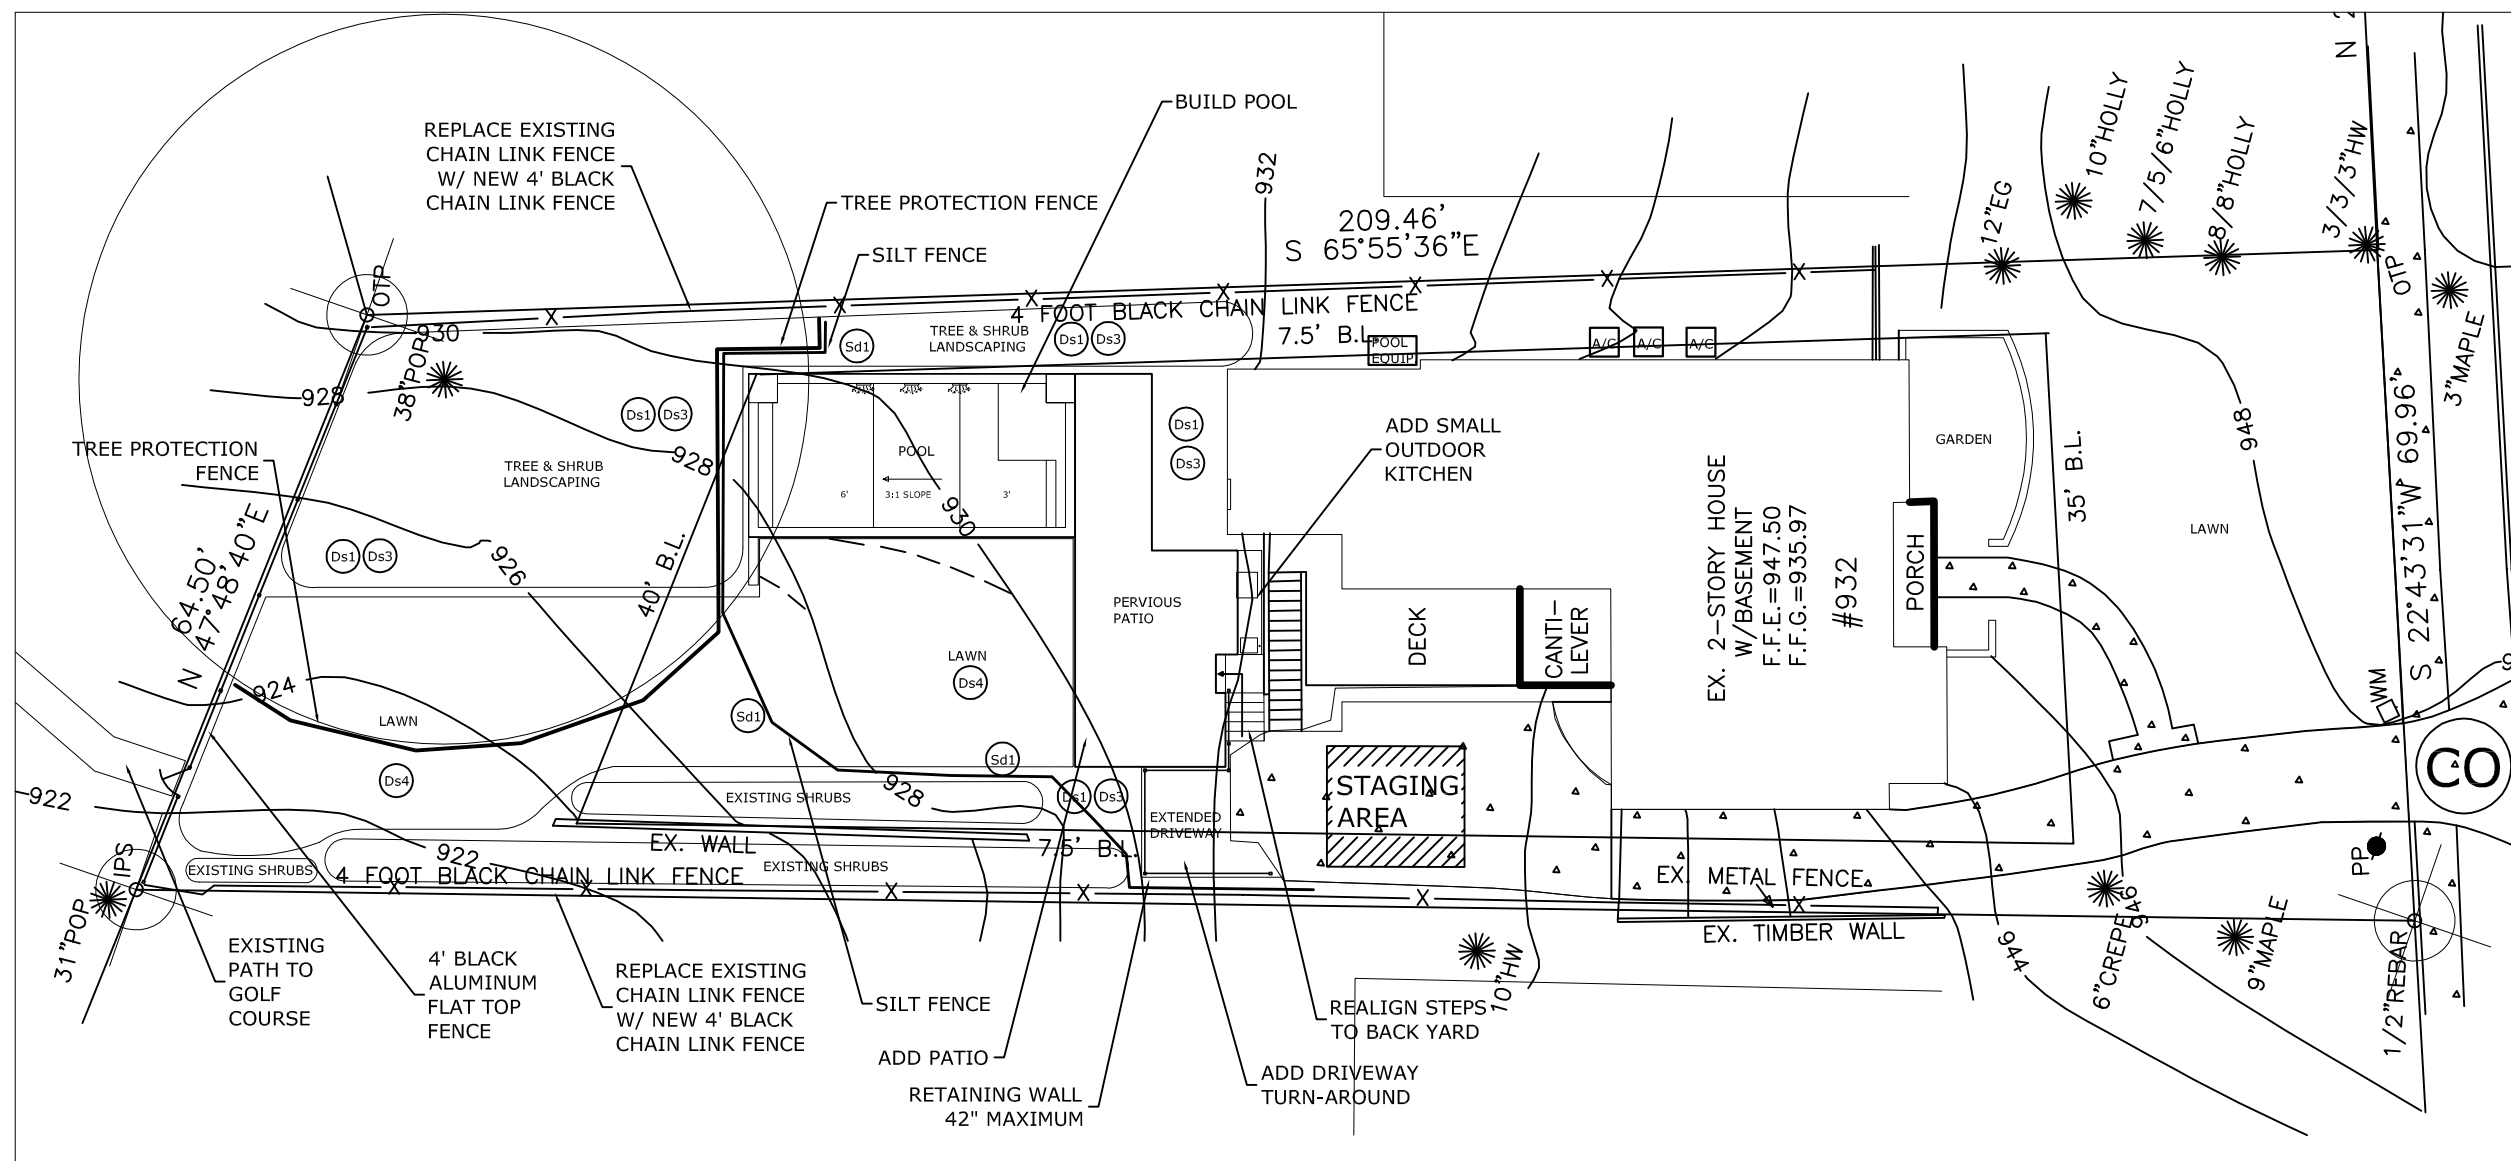 REPLACE EXISTING
CHAIN LINK FENCE
W/ NEW 4' BLACK
CHAIN LINK FENCE
BUILD POOL
TREE PROTECTION FENCE
SILT FENCE
932
209.46'
S 65°55'36"E
12"EG
10"HOLLY
7/5/6"HOLLY
8/8"HOLLY
3/3/3"HW
OTP
3"MAPLE
OTP
X
X
X
X
X
X
X
4 FOOT BLACK CHAIN LINK FENCE
7.5' B.L.
930
38"POP
928
Sd1
TREE & SHRUB
LANDSCAPING
Ds1
Ds3
POOL
EQUIP
A/C
A/C
A/C
TREE PROTECTION
FENCE
Ds1
Ds3
928
TREE & SHRUB
LANDSCAPING
POOL
6'
3:1 SLOPE
3'
930
Ds1
Ds3
ADD SMALL
OUTDOOR
KITCHEN
GARDEN
35' B.L.
948
LAWN
S 22°43'31"W 69.96'
64.50'
N 47°48'40"E
Ds1
Ds3
926
40' B.L.
PERVIOUS
PATIO
DECK
CANTI-
LEVER
EX. 2-STORY HOUSE
W/BASEMENT
F.F.E.=947.50
F.F.G.=935.97
#932
PORCH
924
LAWN
LAWN
Ds4
Sd1
Sd1
Ds4
WM
CO
STAGING
AREA
922
EXISTING SHRUBS
928
Ds1
Ds3
EXTENDED
DRIVEWAY
EX. WALL
7.5' B.L.
922
EXISTING SHRUBS
EXISTING SHRUBS
4 FOOT BLACK CHAIN LINK FENCE
X
X
X
X
X
X
EX. METAL FENCE
EX. TIMBER WALL
IPS
31"POP
PP
10"HW
944
946
6"CREPE
9"MAPLE
1/2"REBAR
EXISTING
PATH TO
GOLF
COURSE
4' BLACK
ALUMINUM
FLAT TOP
FENCE
REPLACE EXISTING
CHAIN LINK FENCE
W/ NEW 4' BLACK
CHAIN LINK FENCE
SILT FENCE
ADD PATIO
RETAINING WALL
42" MAXIMUM
REALIGN STEPS
TO BACK YARD
ADD DRIVEWAY
TURN-AROUND